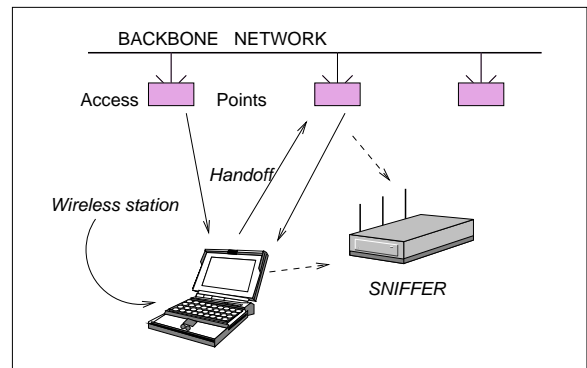 BACKBONE NETWORK
Access Points
Handoff
Wireless station
SNIFFER